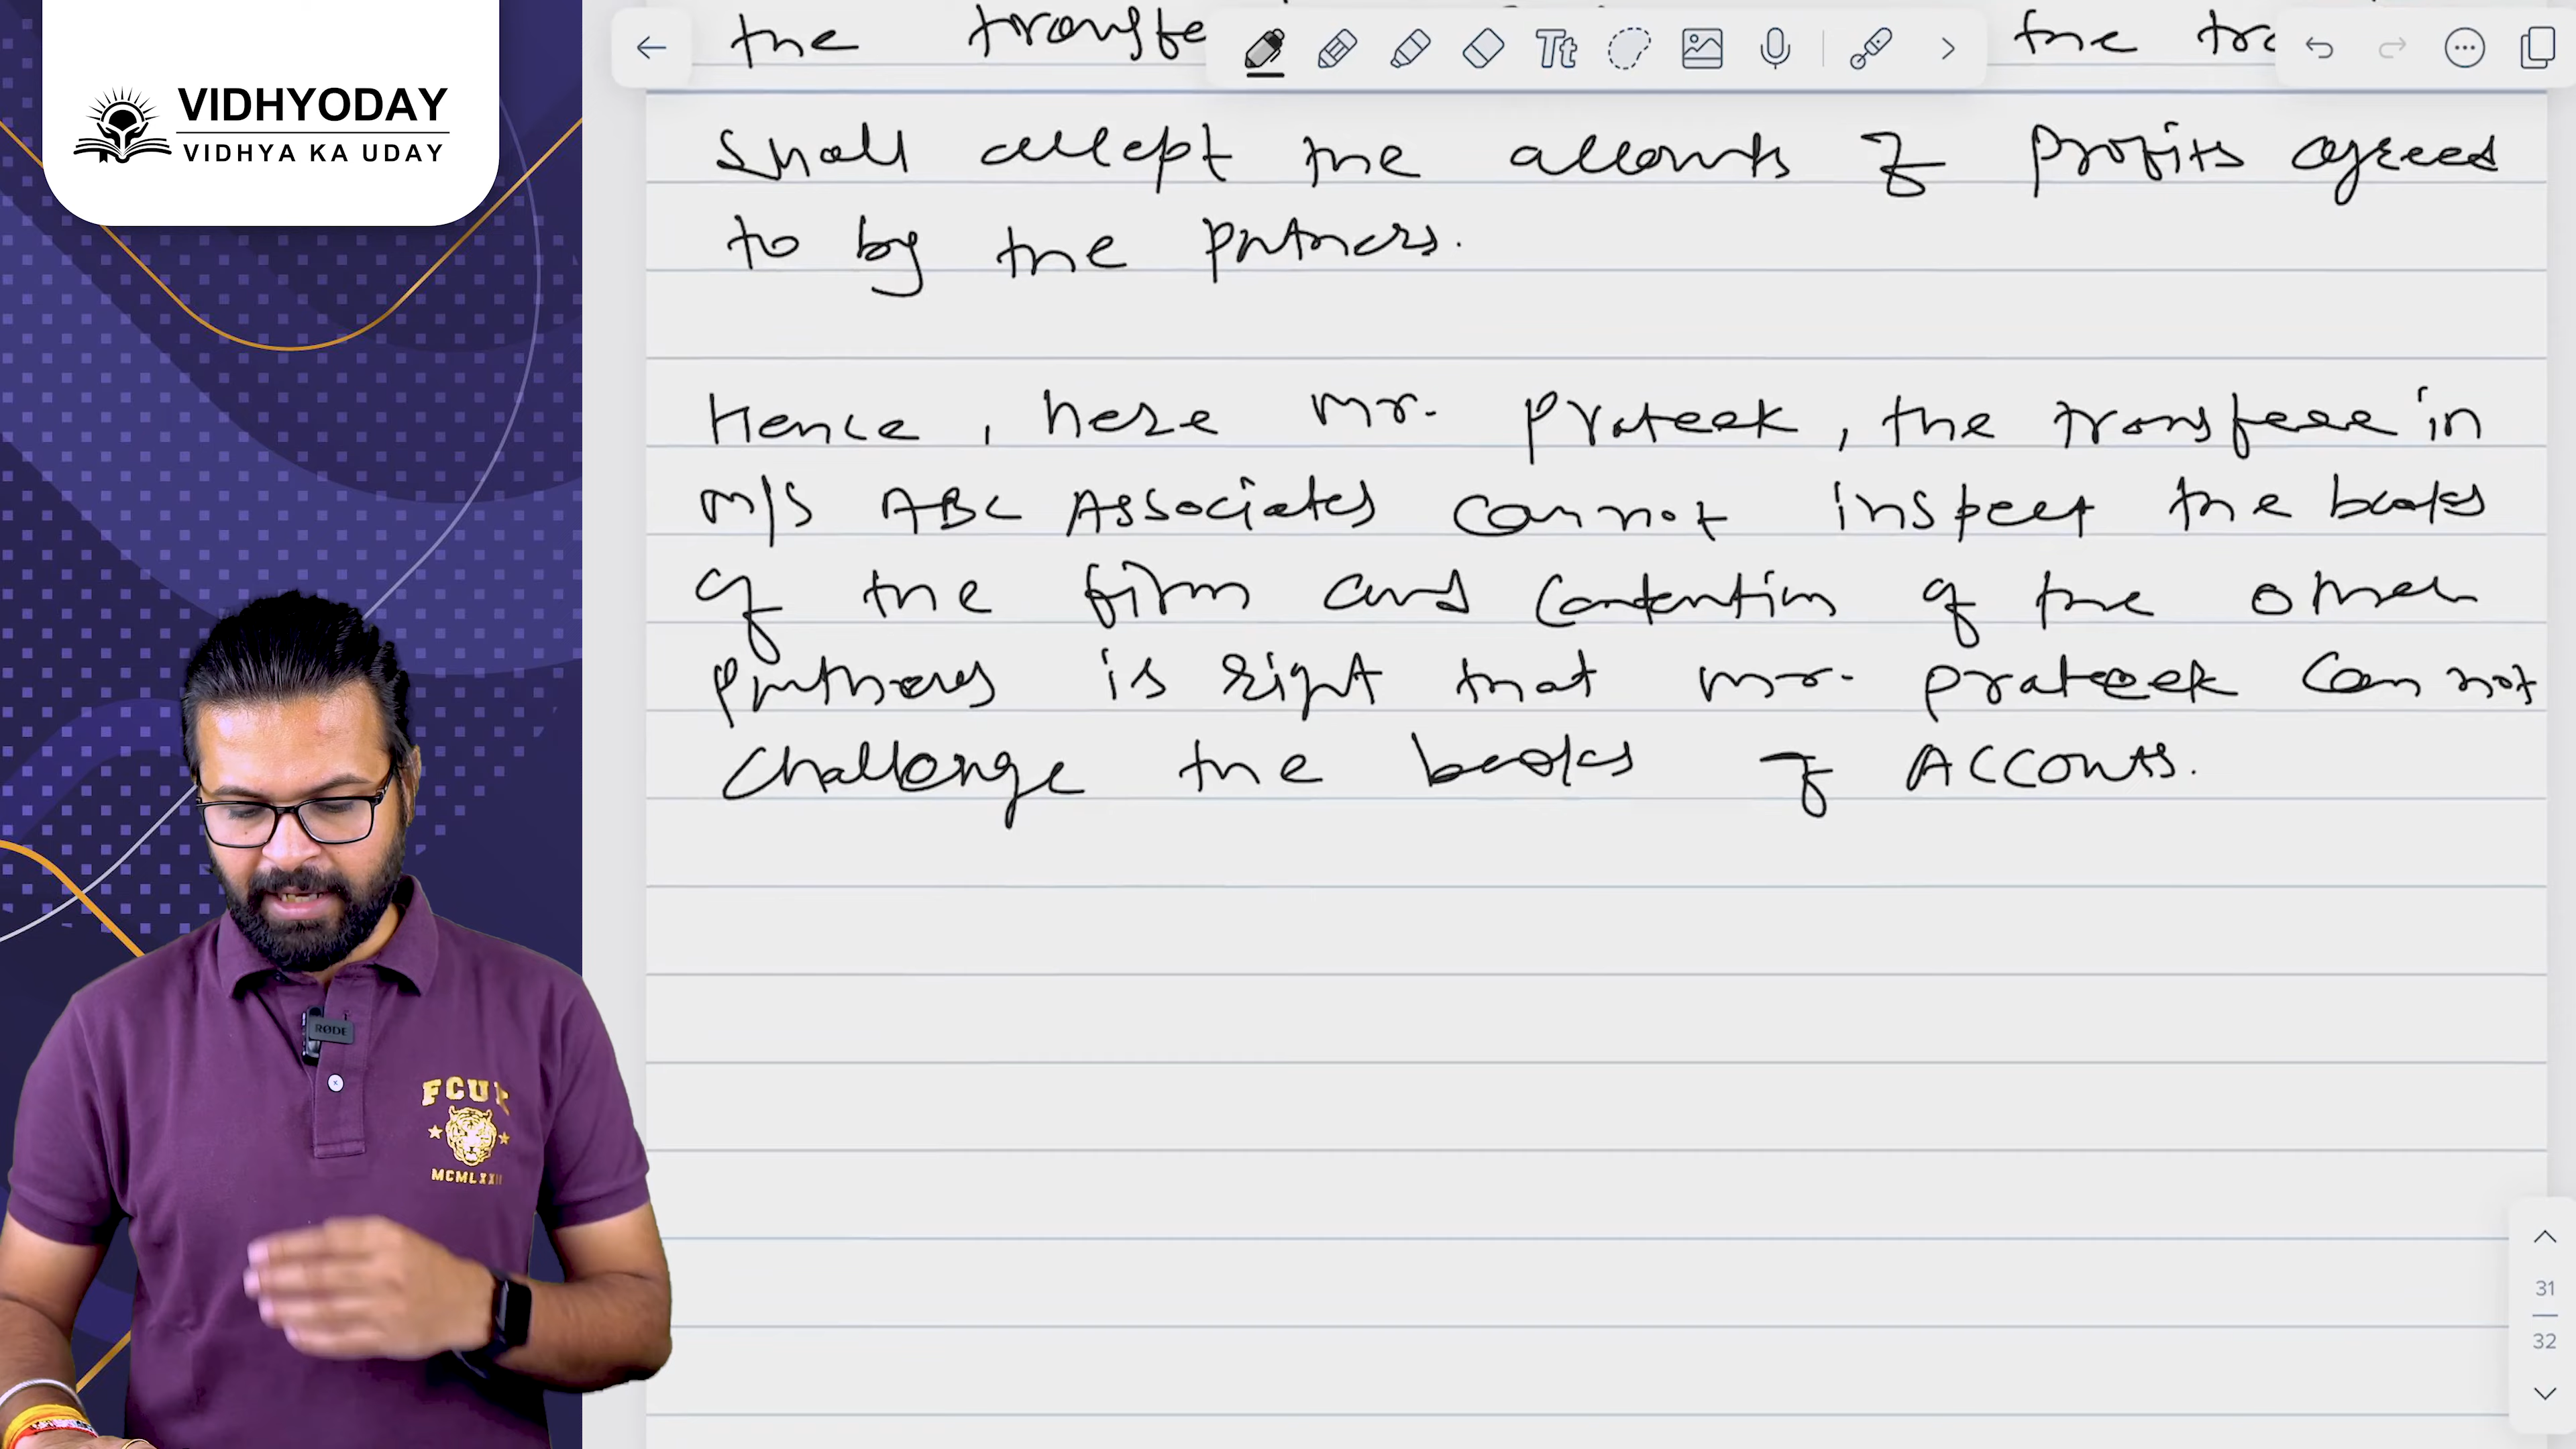 VIDHYODAY
VIDHYA KA UDAY
the transfe the
Shall accept the accounts of profits agreed
to by the partners.
Hence, here Mr. Prateek, the transferee in
M/S ABC Associates cannot inspect the books
of the firm and contention of the other
partners is right that Mr. Prateek cannot
challenge the books of Accounts.
Tt
31
32
RØDE
FCUK